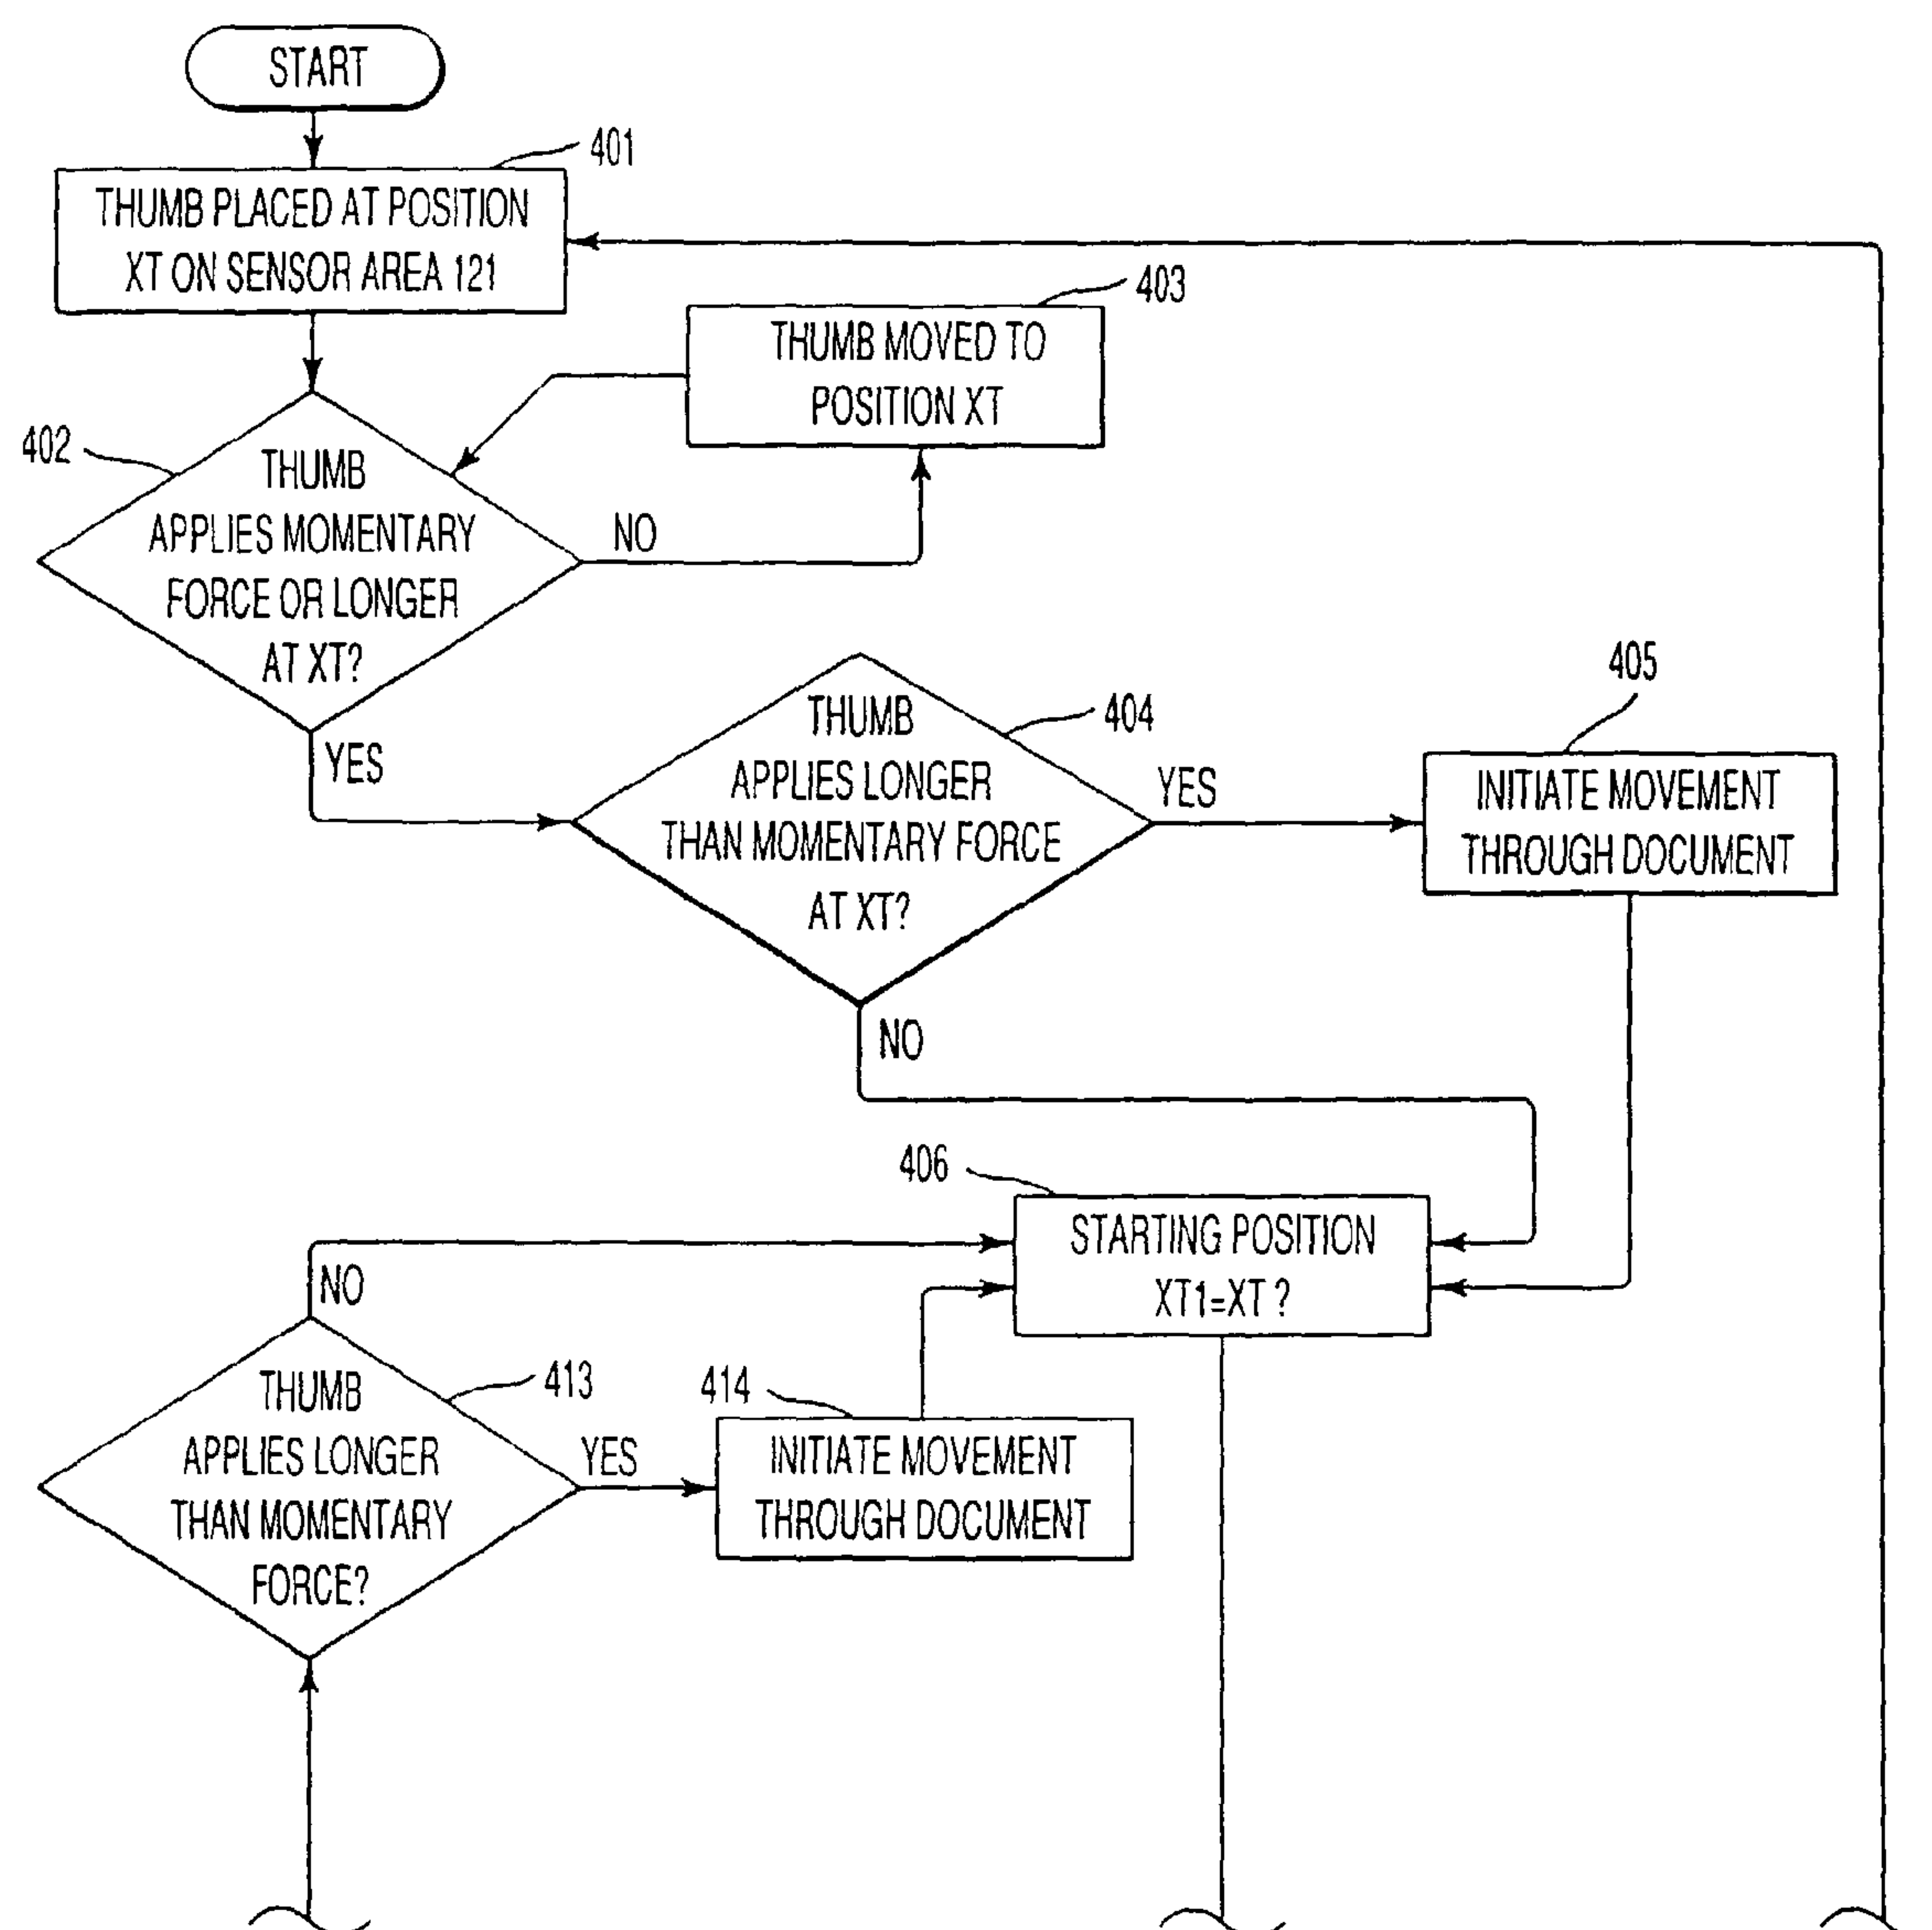 START
401
THUMB PLACED AT POSITION
XT ON SENSOR AREA 121
403
THUMB MOVED TO
POSITION XT
402
THUMB
APPLIES MOMENTARY
FORCE OR LONGER
AT XT?
NO
YES
404
THUMB
APPLIES LONGER
THAN MOMENTARY FORCE
AT XT?
YES
405
INITIATE MOVEMENT
THROUGH DOCUMENT
NO
406
STARTING POSITION
XT1=XT ?
NO
413
THUMB
APPLIES LONGER
THAN MOMENTARY
FORCE?
YES
414
INITIATE MOVEMENT
THROUGH DOCUMENT